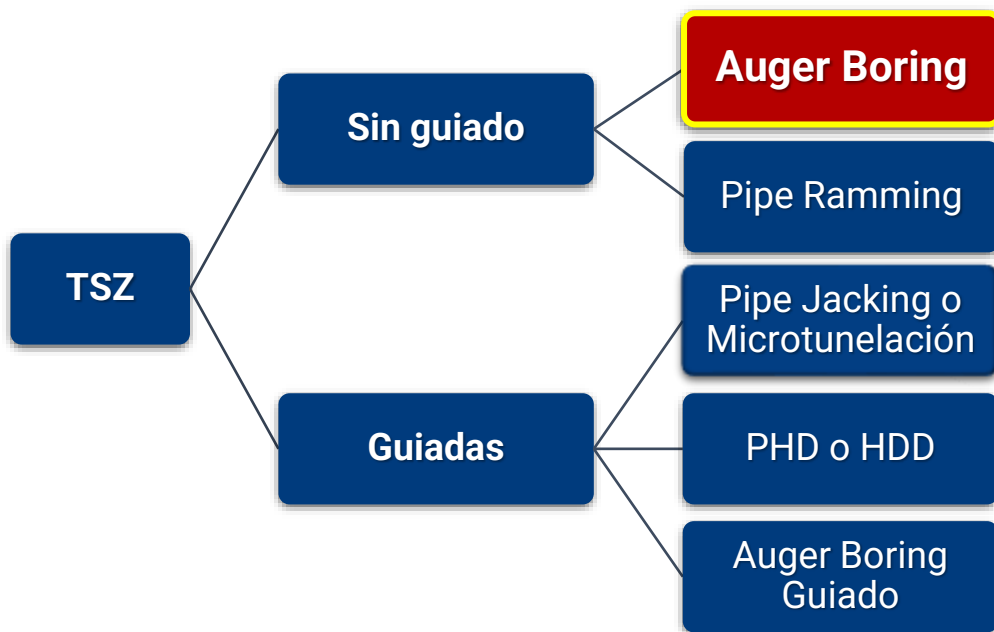 TSZ
Sin guiado
Auger Boring
Pipe Ramming
Guiadas
Pipe Jacking o
Microtunelación
PHD o HDD
Auger Boring
Guiado